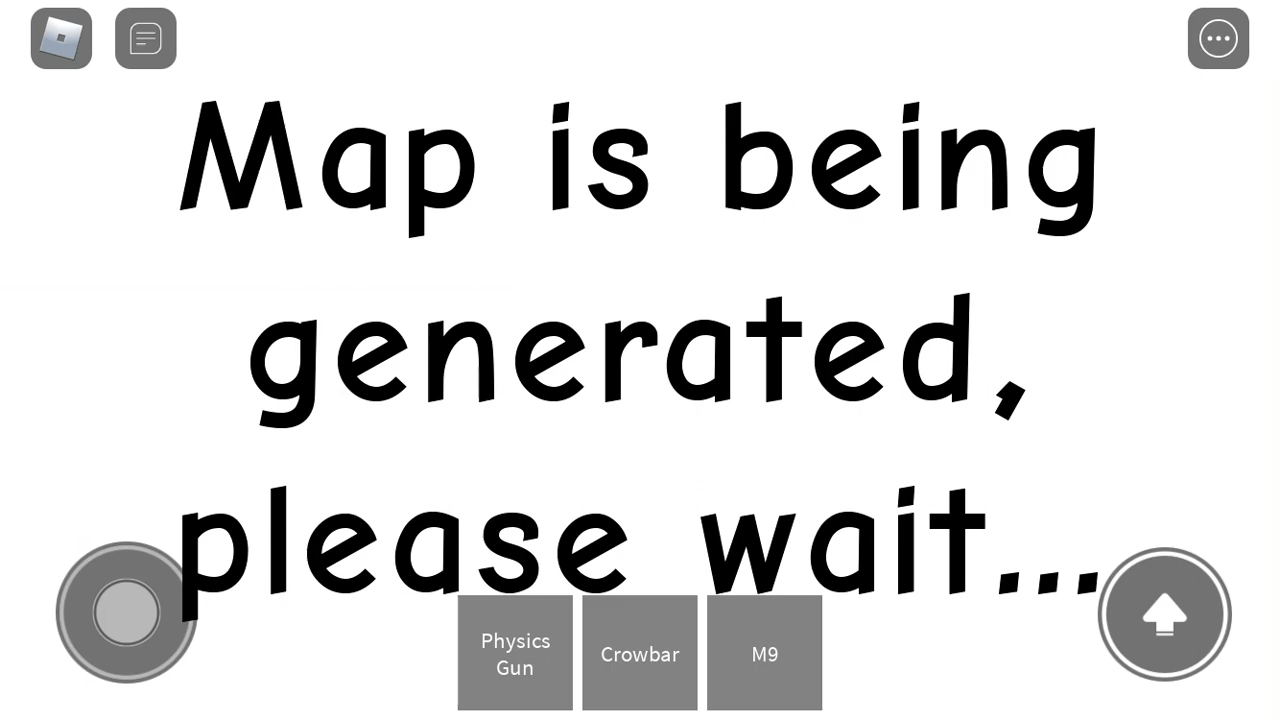 Map is being
generated,
please wait...
Physics
Gun
Crowbar
M9